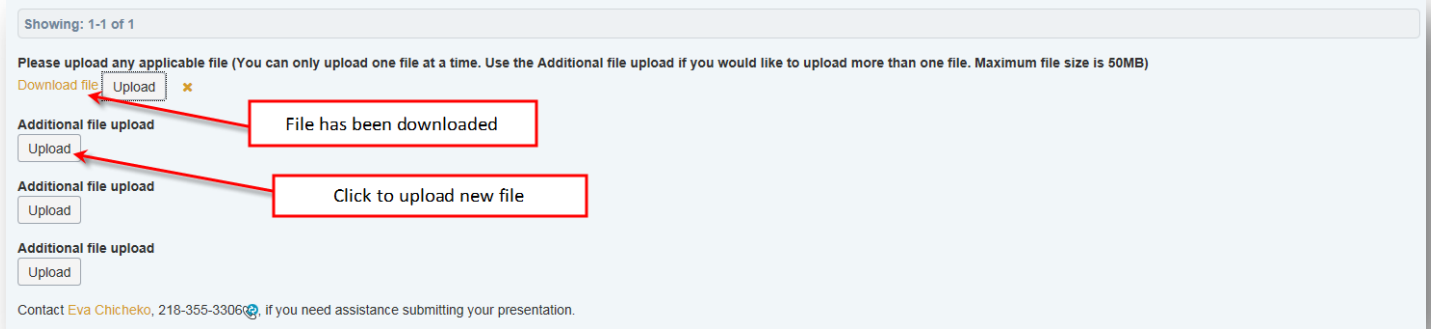 Showing: 1-1 of 1
Please upload any applicable file (You can only upload one file at a time. Use the Additional file upload if you would like to upload more than one file. Maximum file size is 50MB)
Download file Upload ×
File has been downloaded
Additional file upload
Upload
Additional file upload
Click to upload new file
Upload
Additional file upload
Upload
Contact Eva Chicheko, 218-355-3306, if you need assistance submitting your presentation.